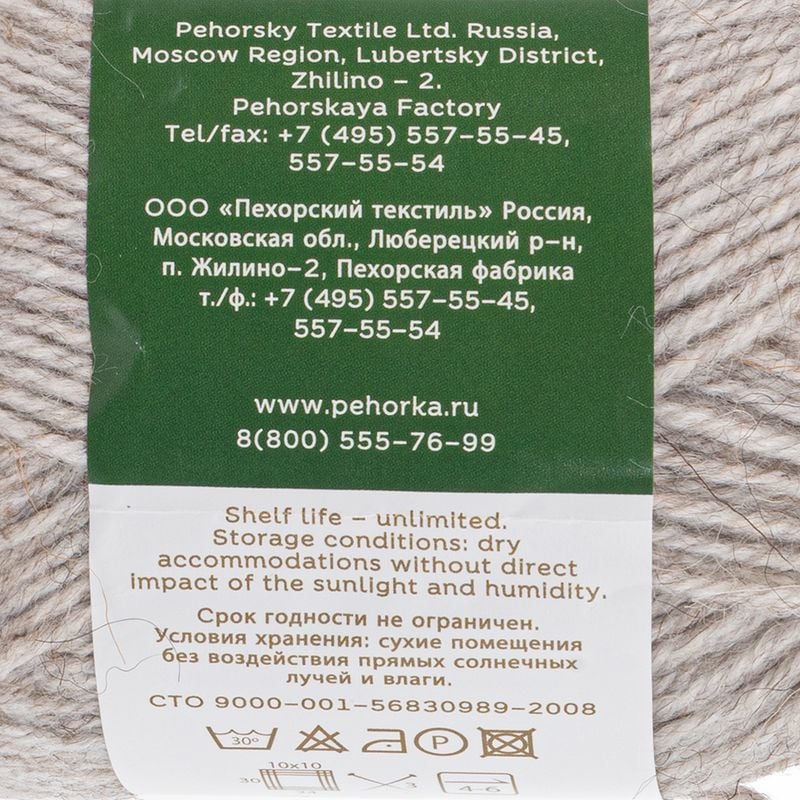 Pehorsky Textile Ltd. Russia,
Moscow Region, Lubertsky District,
Zhilino – 2.
Pehorskaya Factory
Tel/fax: +7 (495) 557–55–45,
557–55–54
ООО «Пехорский текстиль» Россия,
Московская обл., Люберецкий р–н,
п. Жилино–2, Пехорская фабрика
т./ф.: +7 (495) 557–55–45,
557–55–54
www.pehorka.ru
8(800) 555–76–99
Shelf life – unlimited.
Storage conditions: dry
accommodations without direct
impact of the sunlight and humidity.
Срок годности не ограничен.
Условия хранения: сухие помещения
без воздействия прямых солнечных
лучей и влаги.
СТО 9000–001–56830989–2008
30° P
10x10
30 3 4–6